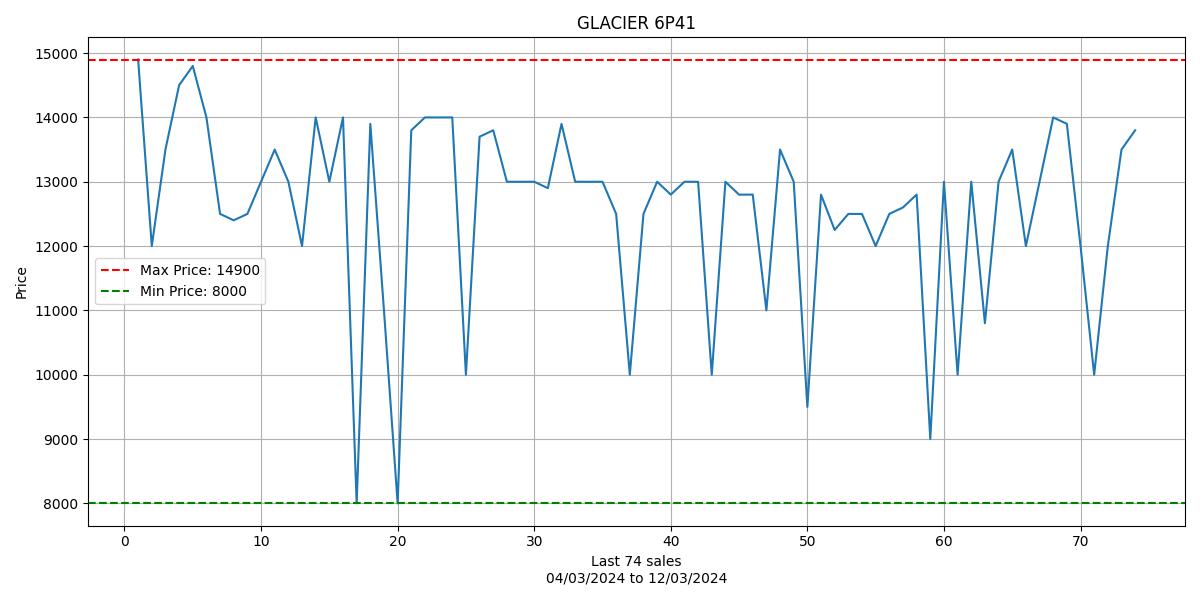 GLACIER 6P41
15000
14000
13000
12000
11000
10000
9000
8000
Price
Max Price: 14900
Min Price: 8000
0 10 20 30 40 50 60 70
Last 74 sales
04/03/2024 to 12/03/2024